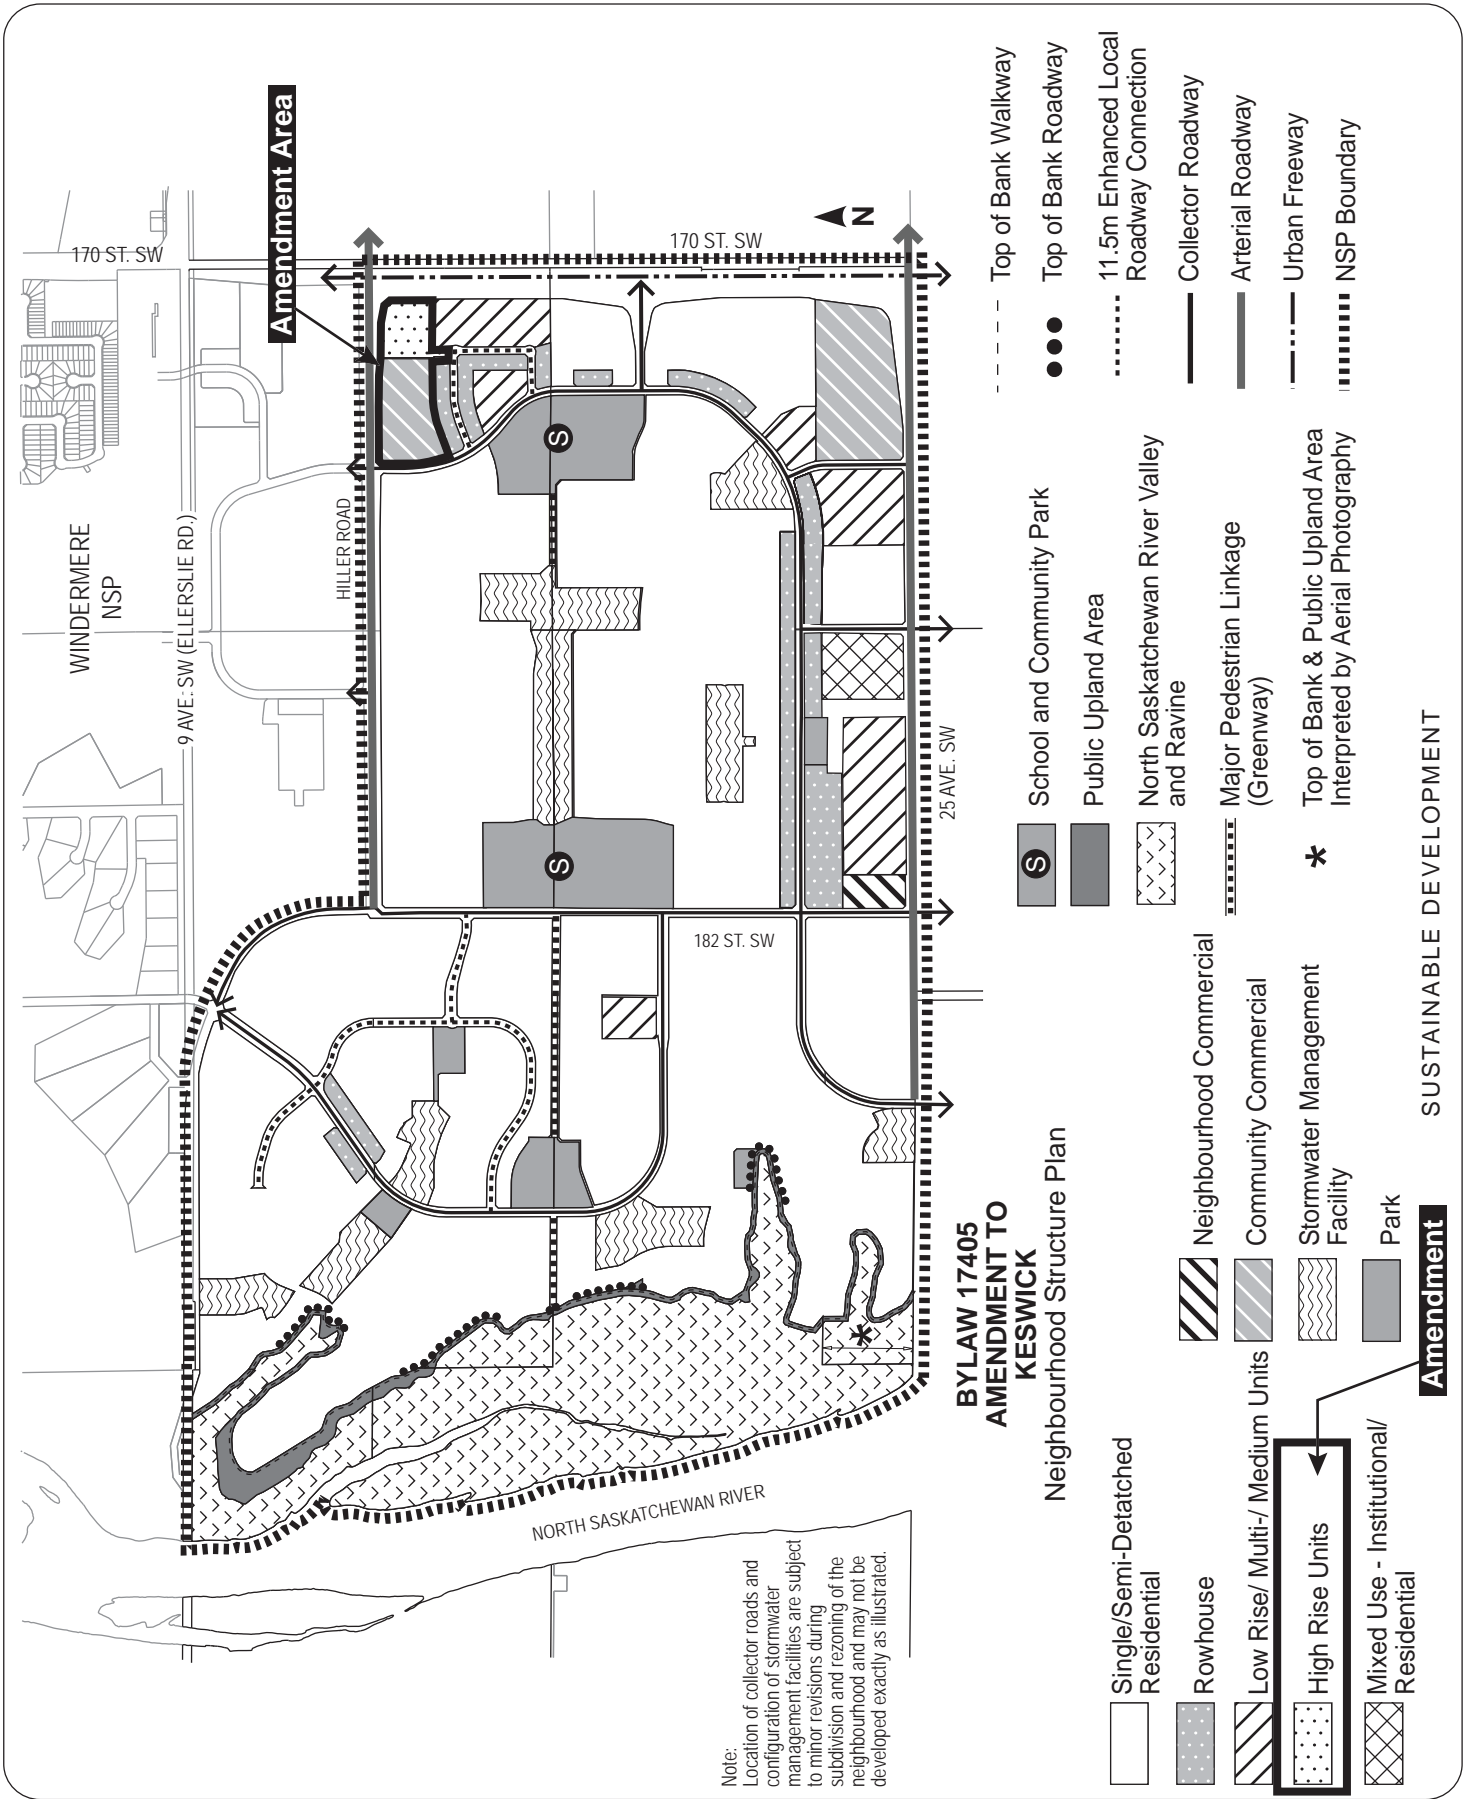 Amendment Area
170 ST. SW
170 ST. SW
N
WINDERMERE
NSP
9 AVE. SW (ELLERSLIE RD.)
HILLER ROAD
S
S
182 ST. SW
25 AVE. SW
*
NORTH SASKATCHEWAN RIVER
Note:
Location of collector roads and
configuration of stormwater
management facilities are subject
to minor revisions during
subdivision and rezoning of the
neighbourhood and may not be
developed exactly as illustrated.
BYLAW 17405
AMENDMENT TO
KESWICK
Neighbourhood Structure Plan
Single/Semi-Detatched
Residential
Rowhouse
Low Rise/ Multi-/ Medium Units
High Rise Units
Mixed Use - Institutional/
Residential
Amendment
Neighbourhood Commercial
Community Commercial
Stormwater Management
Facility
Park
S
School and Community Park
Public Upland Area
North Saskatchewan River Valley
and Ravine
Major Pedestrian Linkage
(Greenway)
*
Top of Bank & Public Upland Area
Interpreted by Aerial Photography
Top of Bank Walkway
Top of Bank Roadway
11.5m Enhanced Local
Roadway Connection
Collector Roadway
Arterial Roadway
Urban Freeway
NSP Boundary
SUSTAINABLE DEVELOPMENT